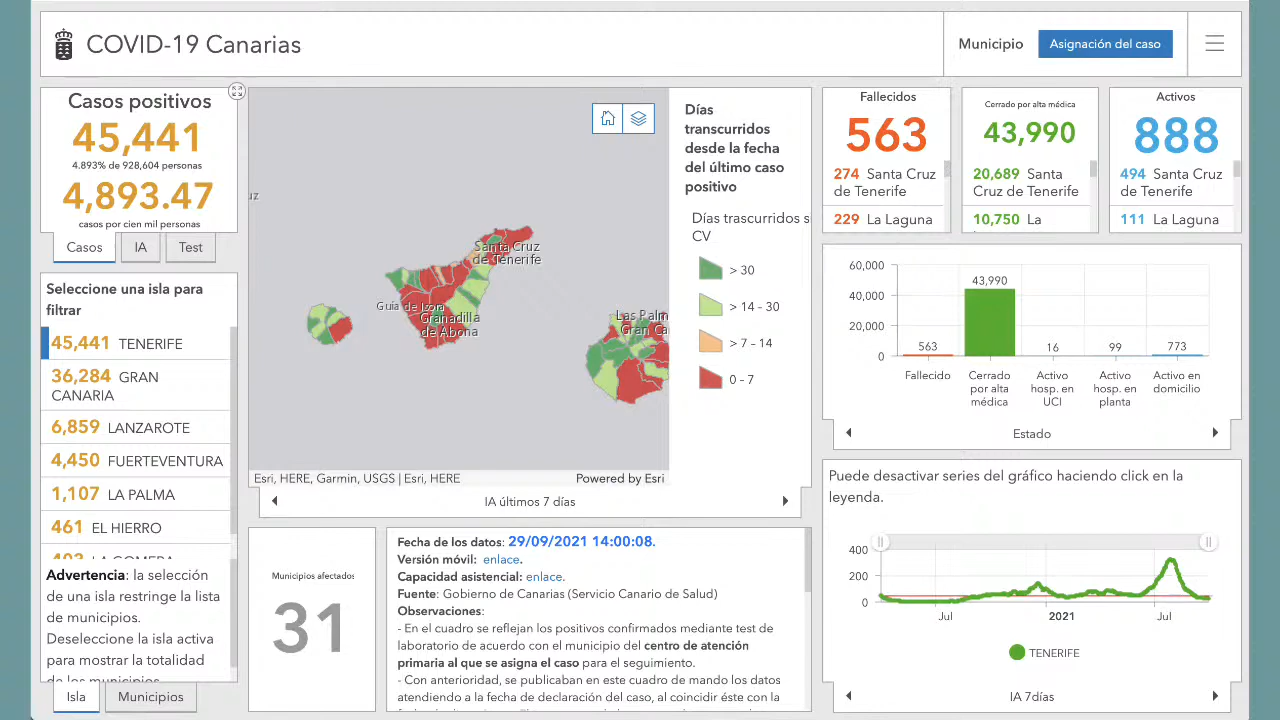 COVID-19 Canarias
Municipio
Asignación del caso
Casos positivos
45,441
4.893% de 928,604 personas
4,893.47
casos por cien mil personas
Casos
IA
Test
Seleccione una isla para
filtrar
45,441 TENERIFE
36,284 GRAN
CANARIA
6,859 LANZAROTE
4,450 FUERTEVENTURA
1,107 LA PALMA
461 EL HIERRO
Advertencia: la selección
de una isla restringe la lista
de municipios.
Deseleccione la isla activa
para mostrar la totalidad
de los municipios.
Isla
Municipios
Santa Cruz
de Tenerife
Guia de Isora
Granadilla
de Abona
Las Palm
Gran Ca
Esri, HERE, Garmin, USGS | Esri, HERE
Powered by Esri
Días
transcurridos
desde la fecha
del último caso
positivo
Días trascurridos s
CV
> 30
> 14 - 30
> 7 - 14
0 - 7
IA últimos 7 días
Municipios afectados
31
Fecha de los datos: 29/09/2021 14:00:08.
Versión móvil: enlace.
Capacidad asistencial: enlace.
Fuente: Gobierno de Canarias (Servicio Canario de Salud)
Observaciones:
- En el cuadro se reflejan los positivos confirmados mediante test de
laboratorio de acuerdo con el municipio del centro de atención
primaria al que se asigna el caso para el seguimiento.
- Con anterioridad, se publicaban en este cuadro de mando los datos
atendiendo a la fecha de declaración del caso, al coincidir éste con la
Fallecidos
563
274 Santa Cruz
de Tenerife
229 La Laguna
Cerrado por alta médica
43,990
20,689 Santa
Cruz de Tenerife
10,750 La
Activos
888
494 Santa Cruz
de Tenerife
111 La Laguna
60,000
40,000
20,000
0
563
43,990
16
99
773
Fallecido
Cerrado
por alta
médica
Activo
hosp. en
UCI
Activo
hosp. en
planta
Activo en
domicilio
Estado
Puede desactivar series del gráfico haciendo click en la
leyenda.
400
200
0
Jul
2021
Jul
TENERIFE
IA 7días